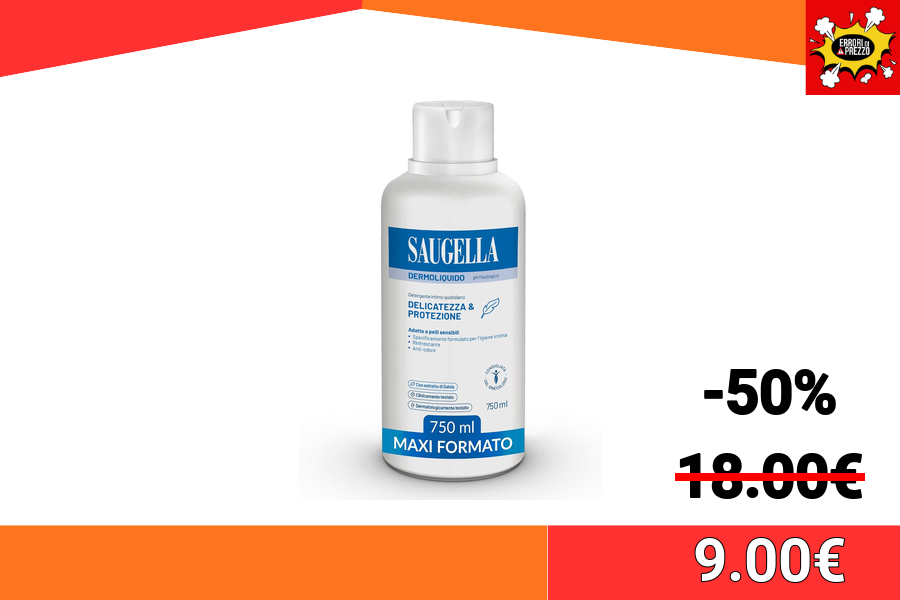 ERRORI DI
PREZZO
SAUGELLA
DERMOLIQUIDO pH Fisiologico
Detergente intimo quotidiano
DELICATEZZA &
PROTEZIONE
Adatto a pelli sensibili
• Specificamente formulato per l'igiene intima
• Rinfrescante
• Anti-odore
Con estratto di Salvia
Clinicamente testato
Dermatologicamente testato
750 ml
750 ml
MAXI FORMATO
-50%
18.00€
9.00€